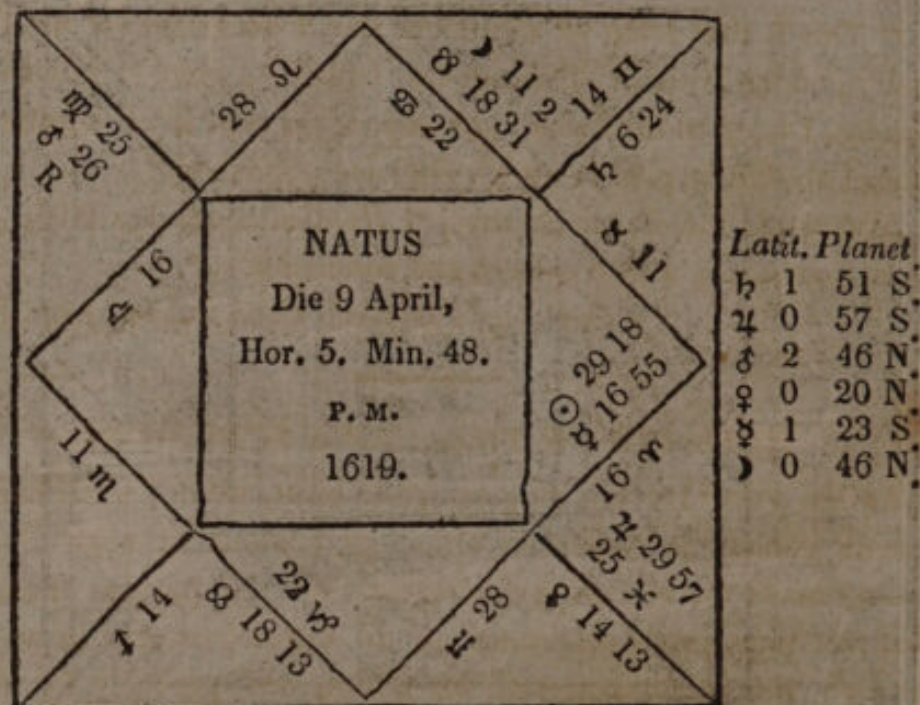 ☽ 11 2
☋ 18 31
14 ♊
♄ 6 24
28 ♌
♋ 22
♍ 25
♂ 26
R
♉ 11
♎ 16
NATUS
Die 9 April,
Hor. 5. Min. 48.
P. M.
1619.
☉ 29 18
☿ 16 55
16 ♈
♃ 29 57
25 ♓
11 ♏
22 ♑
☊ 18 13
♐ 14
♒ 28
♀ 14 13
Latit. Planet.
♄ 1 51 S.
♃ 0 57 S.
♂ 2 46 N.
♀ 0 20 N.
☿ 1 23 S.
☽ 0 46 N.